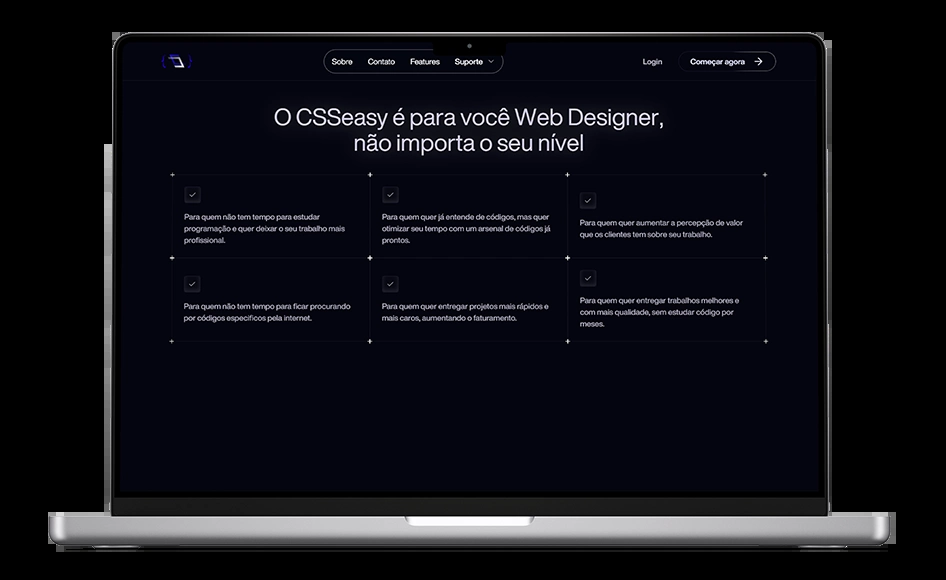 Sobre Contato Features Suporte Login Começar agora
O CSSeasy é para você Web Designer,
não importa o seu nível
Para quem não tem tempo para estudar
programação e quer deixar o seu trabalho mais
profissional.
Para quem quer já entende de códigos, mas quer
otimizar seu tempo com um arsenal de códigos já
prontos.
Para quem quer aumentar a percepção de valor
que os clientes tem sobre seu trabalho.
Para quem não tem tempo para ficar procurando
por códigos específicos pela internet.
Para quem quer entregar projetos mais rápidos e
mais caros, aumentando o faturamento.
Para quem quer entregar trabalhos melhores e
com mais qualidade, sem estudar código por
meses.